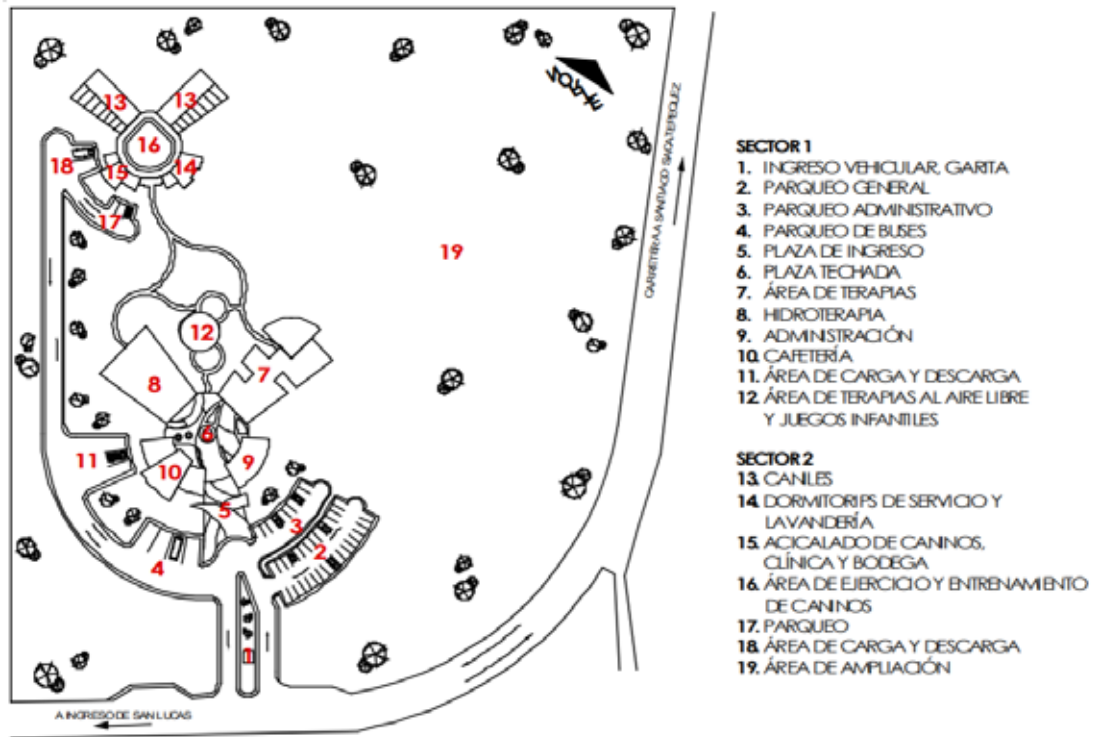 13
13
16
18
15
14
17
19
12
8
7
6
11
10
9
5
3
2
4
1
NORTE
CARRETERA A SANTIAGO SACATEPEQUEZ
A INGRESO DE SAN LUCAS
SECTOR 1
1. INGRESO VEHICULAR, GARITA
2. PARQUEO GENERAL
3. PARQUEO ADMINISTRATIVO
4. PARQUEO DE BUSES
5. PLAZA DE INGRESO
6. PLAZA TECHADA
7. ÁREA DE TERAPIAS
8. HIDROTERAPIA
9. ADMINISTRACIÓN
10. CAFETERÍA
11. ÁREA DE CARGA Y DESCARGA
12. ÁREA DE TERAPIAS AL AIRE LIBRE
Y JUEGOS INFANTILES
SECTOR 2
13. CANILES
14. DORMITORIPS DE SERVICIO Y
LAVANDERÍA
15. ACICALADO DE CANINOS,
CLÍNICA Y BODEGA
16. ÁREA DE EJERCICIO Y ENTRENAMIENTO
DE CANINOS
17. PARQUEO
18. ÁREA DE CARGA Y DESCARGA
19. ÁREA DE AMPLIACIÓN